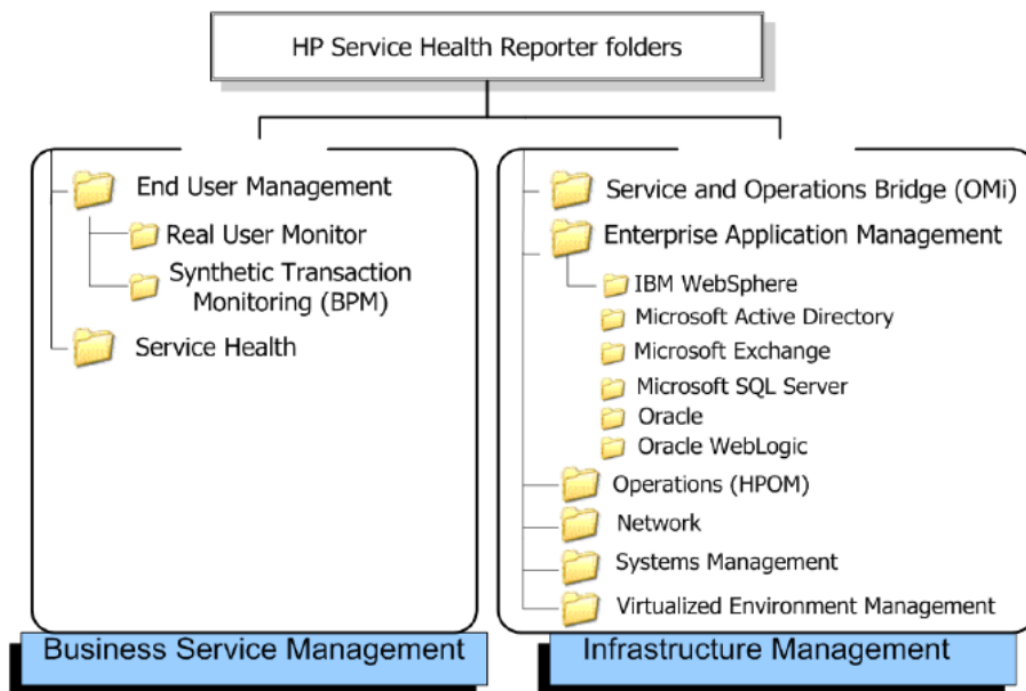 HP Service Health Reporter folders
End User Management
Real User Monitor
Synthetic Transaction
Monitoring (BPM)
Service Health
Business Service Management
Service and Operations Bridge (OMi)
Enterprise Application Management
IBM WebSphere
Microsoft Active Directory
Microsoft Exchange
Microsoft SQL Server
Oracle
Oracle WebLogic
Operations (HPOM)
Network
Systems Management
Virtualized Environment Management
Infrastructure Management